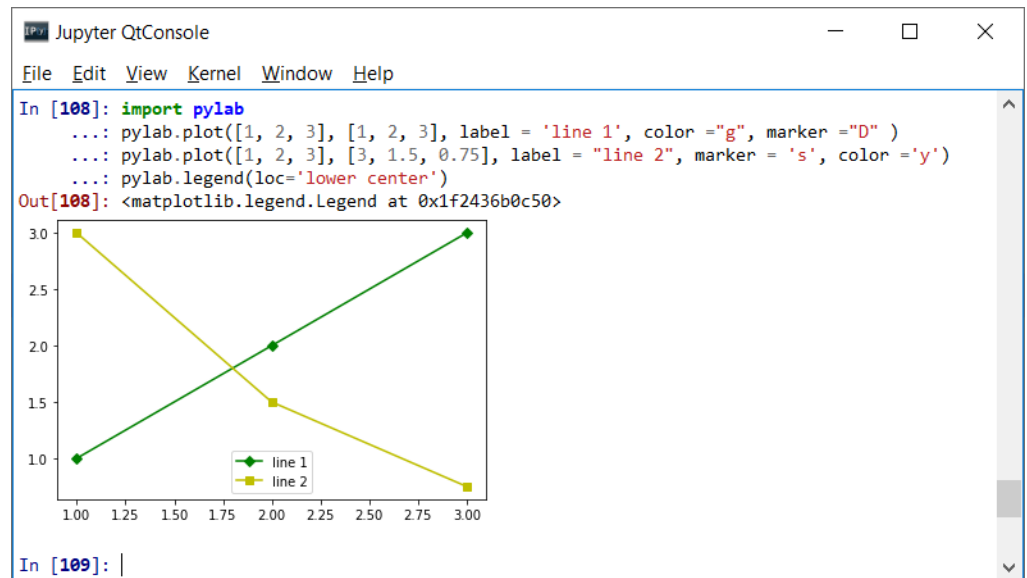 IP[y] Jupyter QtConsole
File Edit View Kernel Window Help
In [108]: import pylab
...: pylab.plot([1, 2, 3], [1, 2, 3], label = 'line 1', color ="g", marker ="D" )
...: pylab.plot([1, 2, 3], [3, 1.5, 0.75], label = "line 2", marker = 's', color ='y')
...: pylab.legend(loc='lower center')
Out[108]: <matplotlib.legend.Legend at 0x1f2436b0c50>
3.0
2.5
2.0
1.5
1.0
line 1
line 2
1.00 1.25 1.50 1.75 2.00 2.25 2.50 2.75 3.00
In [109]: